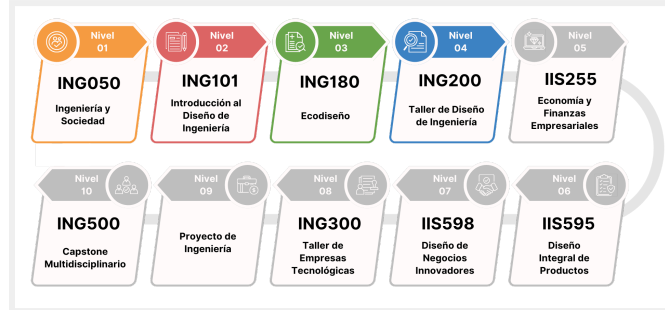 Nivel
01
ING050
Ingeniería y
Sociedad
Nivel
02
ING101
Introducción al
Diseño de
Ingeniería
Nivel
03
ING180
Ecodiseño
Nivel
04
ING200
Taller de Diseño
de Ingeniería
Nivel
05
IIS255
Economía y
Finanzas
Empresariales
Nivel
10
ING500
Capstone
Multidisciplinario
Nivel
09
Proyecto de
Ingeniería
Nivel
08
ING300
Taller de
Empresas
Tecnológicas
Nivel
07
IIS598
Diseño de
Negocios
Innovadores
Nivel
06
IIS595
Diseño
Integral de
Productos